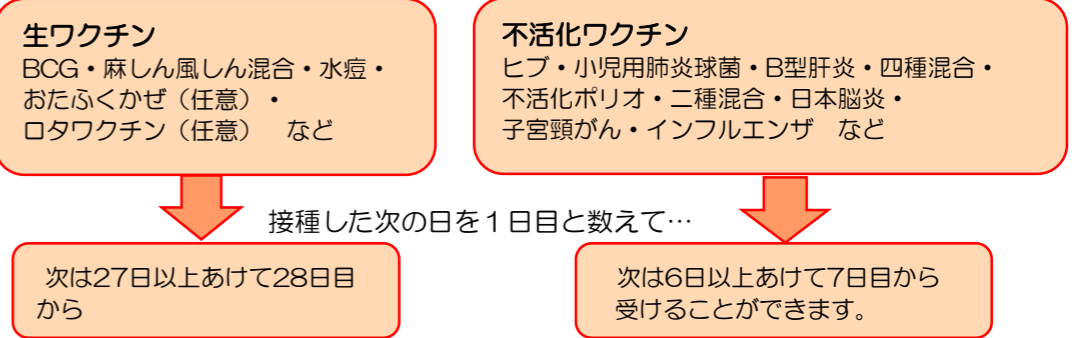 生ワクチン
BCG・麻しん風しん混合・水痘・
おたふくかぜ（任意）・
ロタワクチン（任意）　など
不活化ワクチン
ヒブ・小児用肺炎球菌・B型肝炎・四種混合・
不活化ポリオ・二種混合・日本脳炎・
子宮頸がん・インフルエンザ　など
接種した次の日を１日目と数えて…
次は27日以上あけて28日目
から
次は6日以上あけて7日目から
受けることができます。